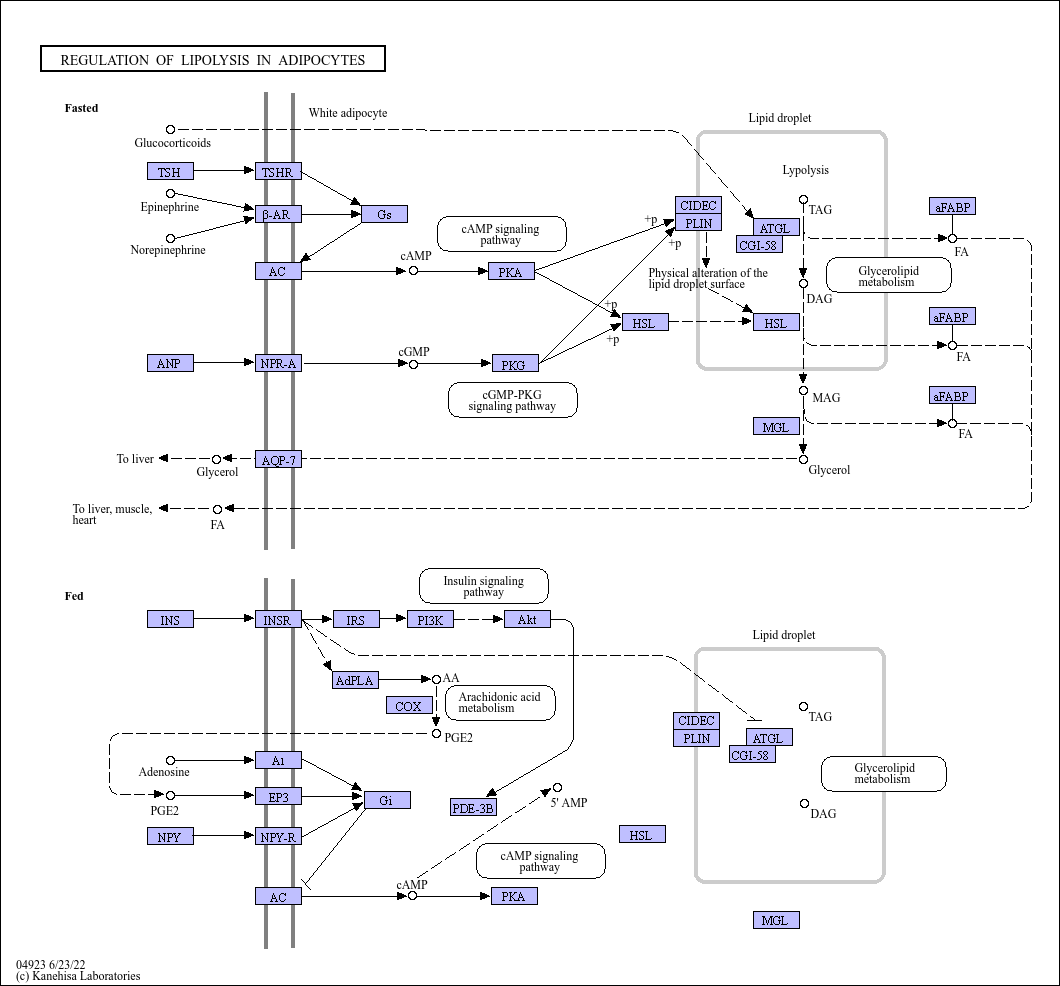 REGULATION OF LIPOLYSIS IN ADIPOCYTES
Fasted
White adipocyte
Lipid droplet
Glucocorticoids
TSH
TSHR
Lypolysis
Epinephrine
β-AR
Gs
CIDEC
PLIN
TAG
aFABP
+p
ATGL
CGI-58
Norepinephrine
cAMP signaling
pathway
+p
FA
AC
cAMP
PKA
Physical alteration of the
lipid droplet surface
Glycerolipid
metabolism
DAG
+p
HSL
HSL
aFABP
+p
cGMP
FA
ANP
NPR-A
PKG
cGMP-PKG
signaling pathway
MAG
aFABP
MGL
FA
To liver
Glycerol
AQP-7
Glycerol
To liver, muscle,
heart
FA
Fed
Insulin signaling
pathway
INS
INSR
IRS
PI3K
Akt
Lipid droplet
AdPLA
AA
COX
Arachidonic acid
metabolism
PGE2
CIDEC
PLIN
TAG
ATGL
CGI-58
Adenosine
A1
Glycerolipid
metabolism
PGE2
EP3
Gi
PDE-3B
5' AMP
DAG
NPY
NPY-R
HSL
cAMP signaling
pathway
AC
cAMP
PKA
MGL
04923 6/23/22
(c) Kanehisa Laboratories